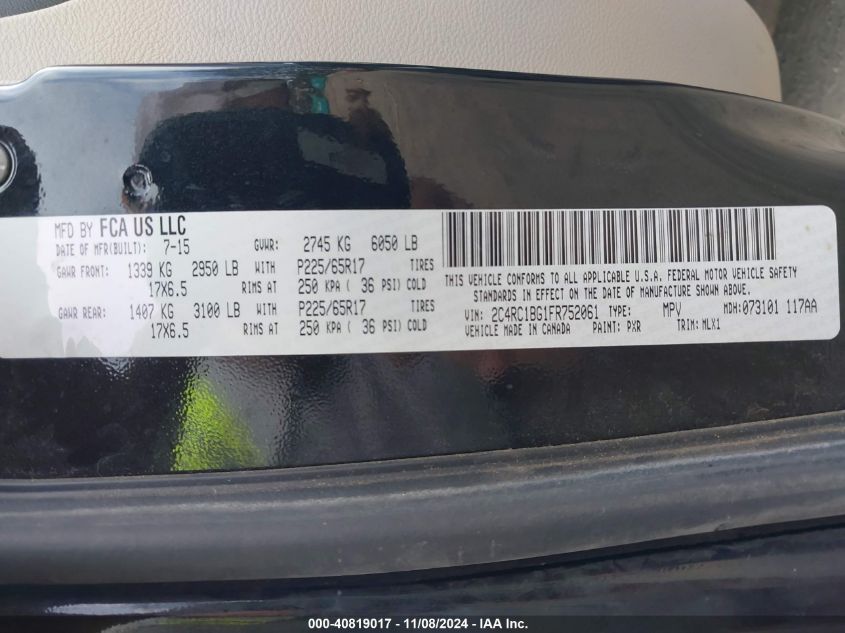 MFD BY FCA US LLC
DATE OF MFR(BUILT): 7-15 GVWR: 2745 KG 6050 LB
GAWR FRONT: 1339 KG 2950 LB WITH P225/65R17 TIRES
17X6.5 RIMS AT 250 KPA ( 36 PSI) COLD
GAWR REAR: 1407 KG 3100 LB WITH P225/65R17 TIRES
17X6.5 RIMS AT 250 KPA ( 36 PSI) COLD
THIS VEHICLE CONFORMS TO ALL APPLICABLE U.S.A. FEDERAL MOTOR VEHICLE SAFETY
STANDARDS IN EFFECT ON THE DATE OF MANUFACTURE SHOWN ABOVE.
VIN: 2C4RC1BG1FR752061 TYPE: MPV MDH:073101 117AA
VEHICLE MADE IN CANADA PAINT: PXR TRIM: MLX1
000-40819017 - 11/08/2024 - IAA Inc.